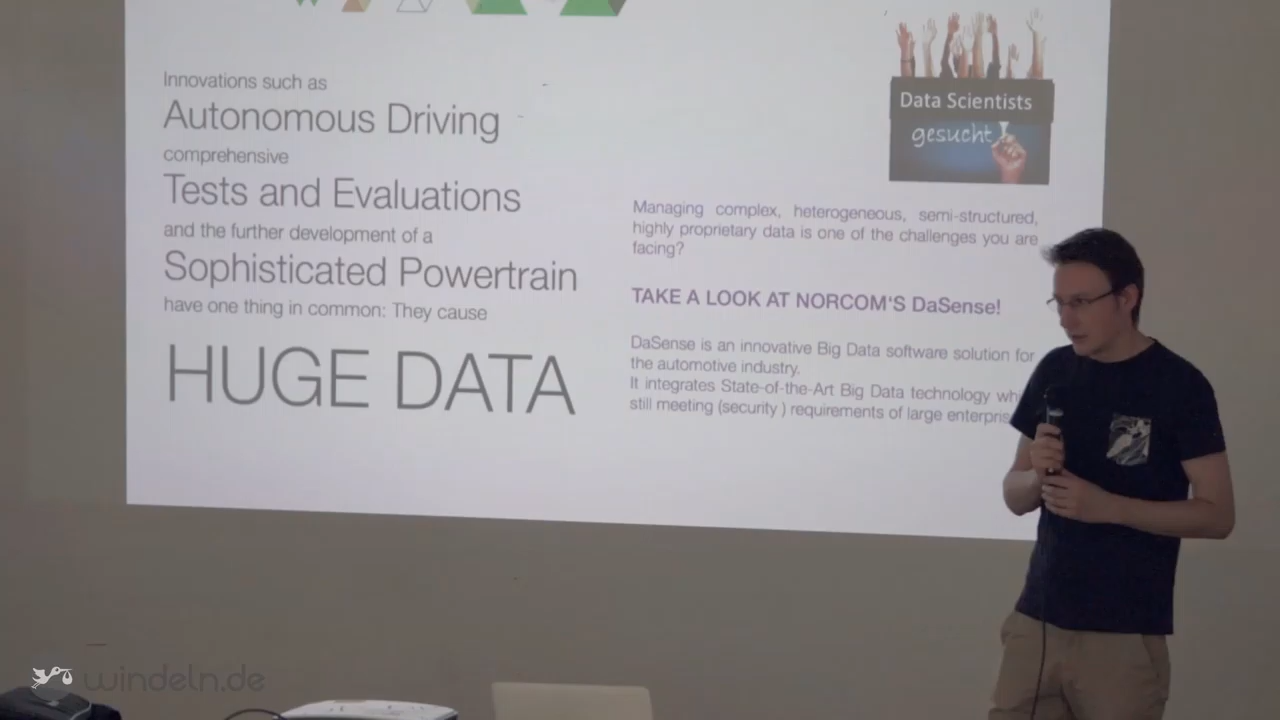 Innovations such as
Autonomous Driving
comprehensive
Tests and Evaluations
and the further development of a
Sophisticated Powertrain
have one thing in common: They cause
HUGE DATA
Data Scientists
gesucht!
Managing complex, heterogeneous, semi-structured,
highly proprietary data is one of the challenges you are
facing?
TAKE A LOOK AT NORCOM'S DaSense!
DaSense is an innovative Big Data software solution for
the automotive industry.
It integrates State-of-the-Art Big Data technology
still meeting (security ) requirements of large
windeln.de